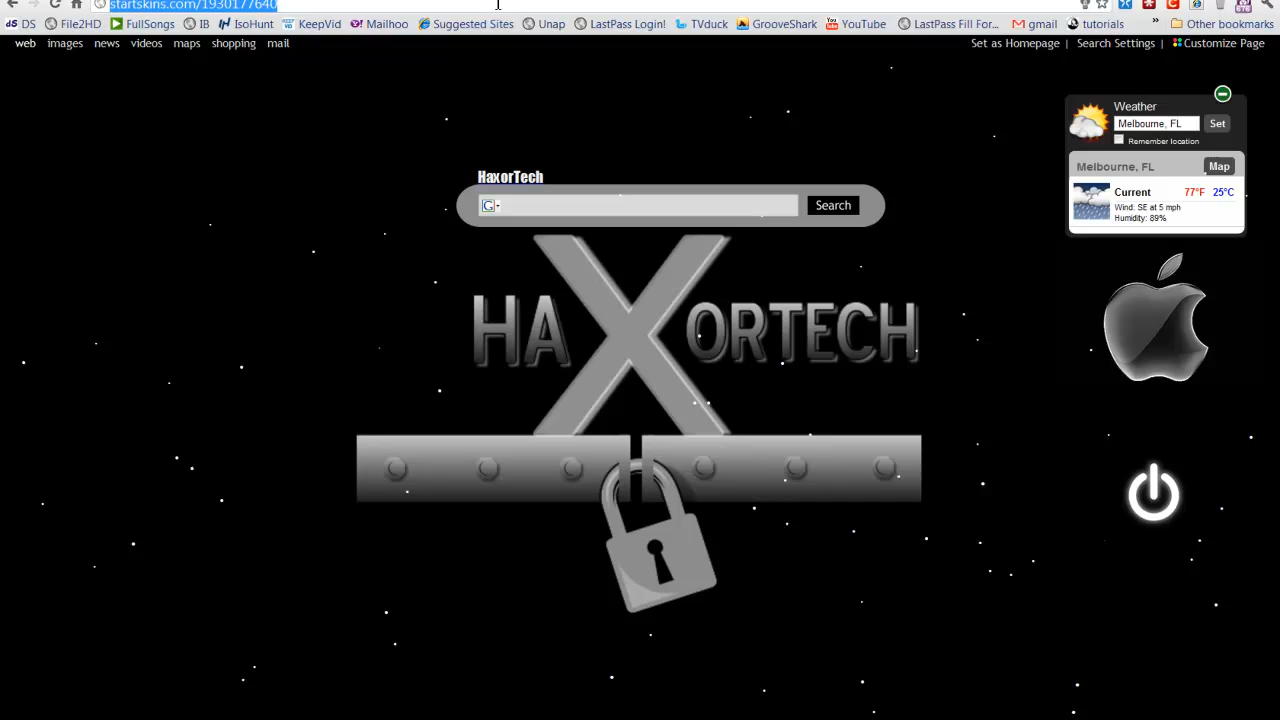 startskins.com/1930177640
DS File2HD FullSongs IB IsoHunt KeepVid Mailhoo Suggested Sites Unap LastPass Login! TVduck GrooveShark YouTube LastPass Fill For... gmail tutorials » Other bookmarks
web images news videos maps shopping mail
Set as Homepage | Search Settings | Customize Page
Weather
Melbourne, FL Set
Remember location
Melbourne, FL Map
Current 77°F 25°C
Wind: SE at 5 mph
Humidity: 89%
HaxorTech
G Search
HAXORTECH